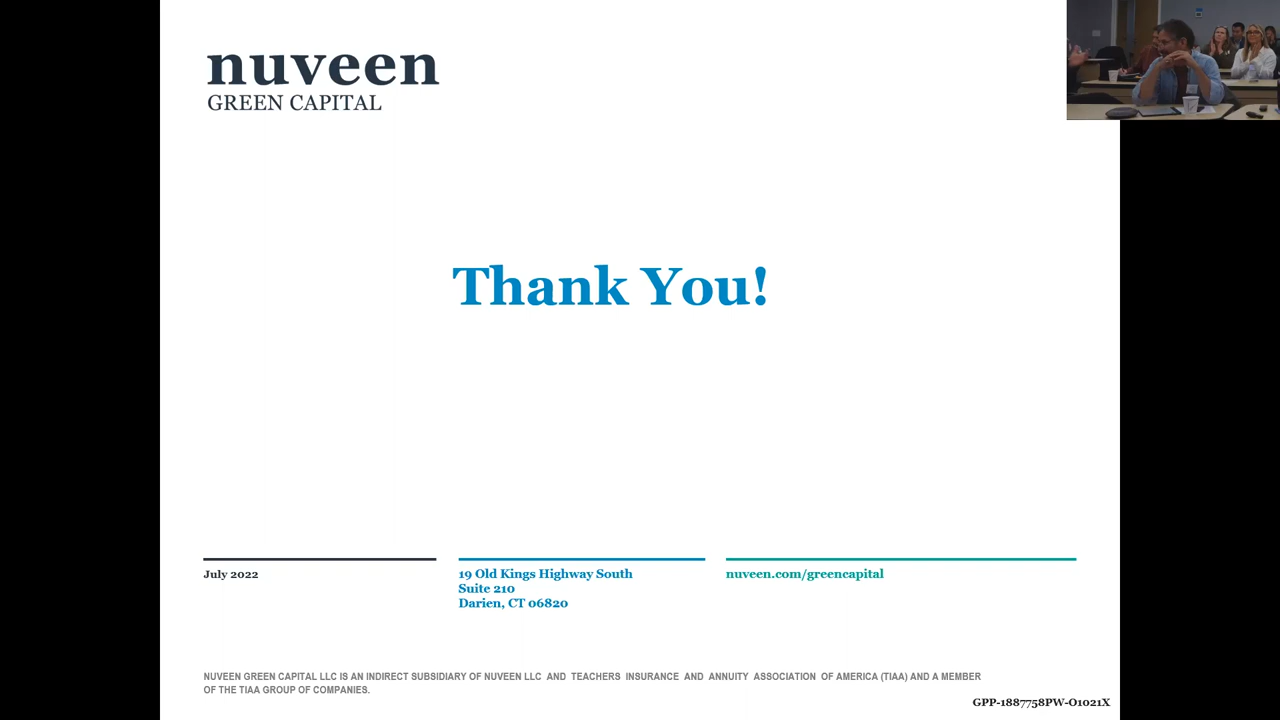 nuveen
GREEN CAPITAL
Thank You!
July 2022
19 Old Kings Highway South
Suite 210
Darien, CT 06820
nuveen.com/greencapital
NUVEEN GREEN CAPITAL LLC IS AN INDIRECT SUBSIDIARY OF NUVEEN LLC AND TEACHERS INSURANCE AND ANNUITY ASSOCIATION OF AMERICA (TIAA) AND A MEMBER
OF THE TIAA GROUP OF COMPANIES.
GPP-1887758PW-O1021X